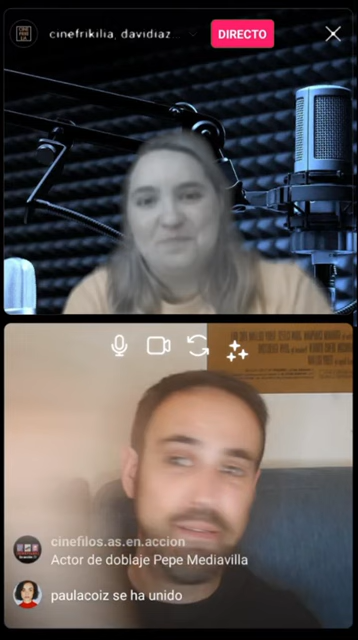 cinefrikilia, davidiaz...
DIRECTO
cinefilos.as.en.accion
Actor de doblaje Pepe Mediavilla
paulacoiz se ha unido